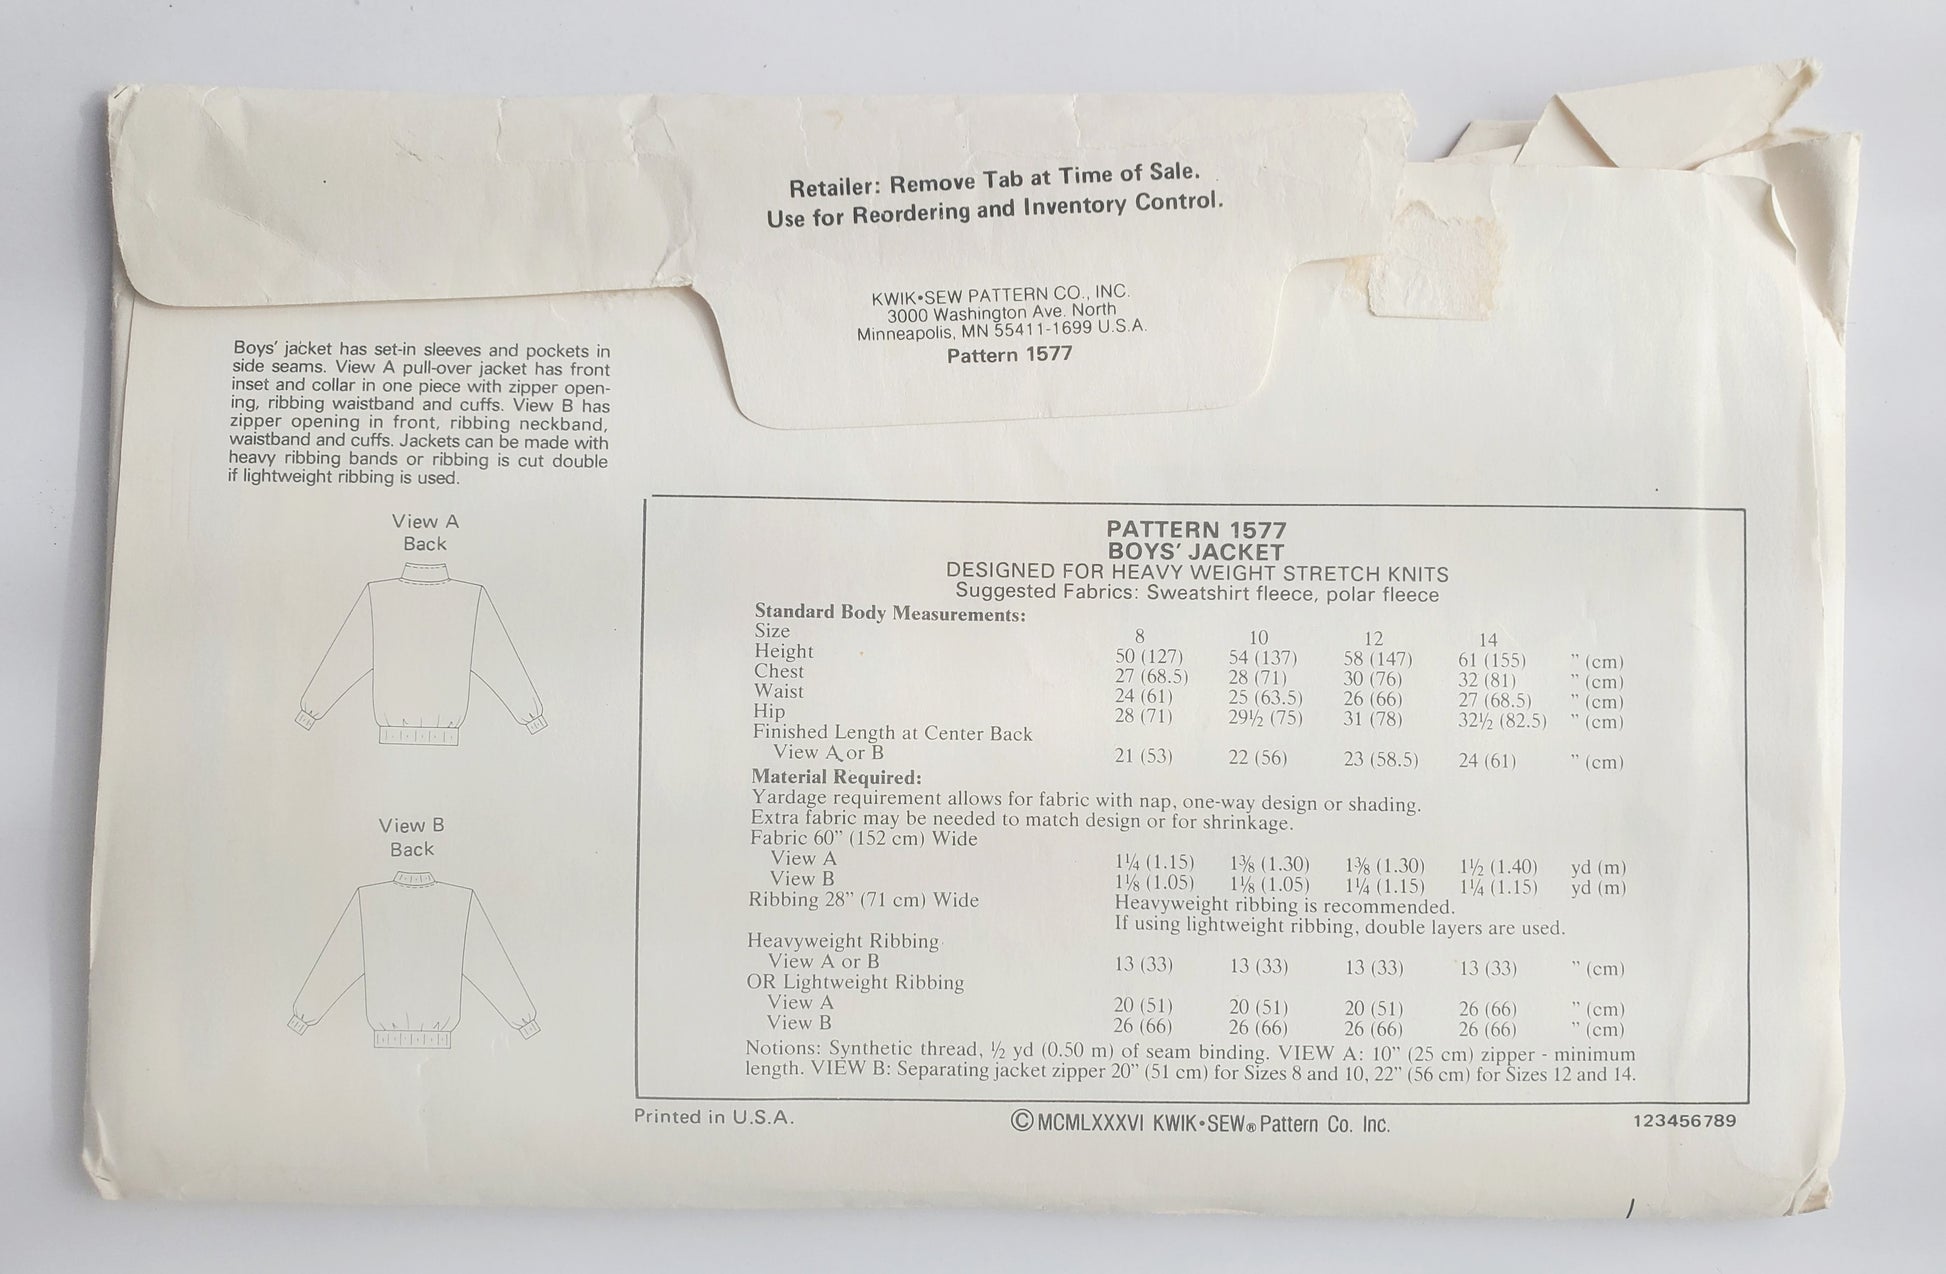 Retailer: Remove Tab at Time of Sale.
Use for Reordering and Inventory Control.
KWIK•SEW PATTERN CO., INC.
3000 Washington Ave. North
Minneapolis, MN 55411-1699 U.S.A.
Pattern 1577
Boys’ jacket has set-in sleeves and pockets in
side seams. View A pull-over jacket has front
inset and collar in one piece with zipper open-
ing, ribbing waistband and cuffs. View B has
zipper opening in front, ribbing neckband,
waistband and cuffs. Jackets can be made with
heavy ribbing bands or ribbing is cut double
if lightweight ribbing is used.
View A
Back
View B
Back
PATTERN 1577
BOYS’ JACKET
DESIGNED FOR HEAVY WEIGHT STRETCH KNITS
Suggested Fabrics: Sweatshirt fleece, polar fleece
Standard Body Measurements:
Size 8 10 12 14
Height 50 (127) 54 (137) 58 (147) 61 (155) ” (cm)
Chest 27 (68.5) 28 (71) 30 (76) 32 (81) ” (cm)
Waist 24 (61) 25 (63.5) 26 (66) 27 (68.5) ” (cm)
Hip 28 (71) 29½ (75) 31 (78) 32½ (82.5) ” (cm)
Finished Length at Center Back
View A or B 21 (53) 22 (56) 23 (58.5) 24 (61) ” (cm)
Material Required:
Yardage requirement allows for fabric with nap, one-way design or shading.
Extra fabric may be needed to match design or for shrinkage.
Fabric 60” (152 cm) Wide
View A 1¼ (1.15) 1⅜ (1.30) 1⅜ (1.30) 1½ (1.40) yd (m)
View B 1⅛ (1.05) 1⅛ (1.05) 1¼ (1.15) 1¼ (1.15) yd (m)
Ribbing 28” (71 cm) Wide Heavyweight ribbing is recommended.
If using lightweight ribbing, double layers are used.
Heavyweight Ribbing
View A or B 13 (33) 13 (33) 13 (33) 13 (33) ” (cm)
OR Lightweight Ribbing
View A 20 (51) 20 (51) 20 (51) 26 (66) ” (cm)
View B 26 (66) 26 (66) 26 (66) 26 (66) ” (cm)
Notions: Synthetic thread, ½ yd (0.50 m) of seam binding. VIEW A: 10” (25 cm) zipper - minimum
length. VIEW B: Separating jacket zipper 20” (51 cm) for Sizes 8 and 10, 22” (56 cm) for Sizes 12 and 14.
Printed in U.S.A. ©MCMLXXXVI KWIK•SEW® Pattern Co. Inc. 123456789